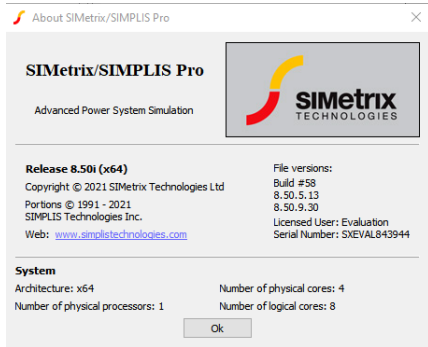 About SIMetrix/SIMPLIS Pro
SIMetrix/SIMPLIS Pro
Advanced Power System Simulation
SIMetrix
TECHNOLOGIES
Release 8.50i (x64)
Copyright © 2021 SIMetrix Technologies Ltd
Portions © 1991 - 2021
SIMPLIS Technologies Inc.
Web: www.simplistechnologies.com
File versions:
Build #58
8.50.5.13
8.50.9.30
Licensed User: Evaluation
Serial Number: SXEVAL843944
System
Architecture: x64
Number of physical cores: 4
Number of physical processors: 1
Number of logical cores: 8
Ok